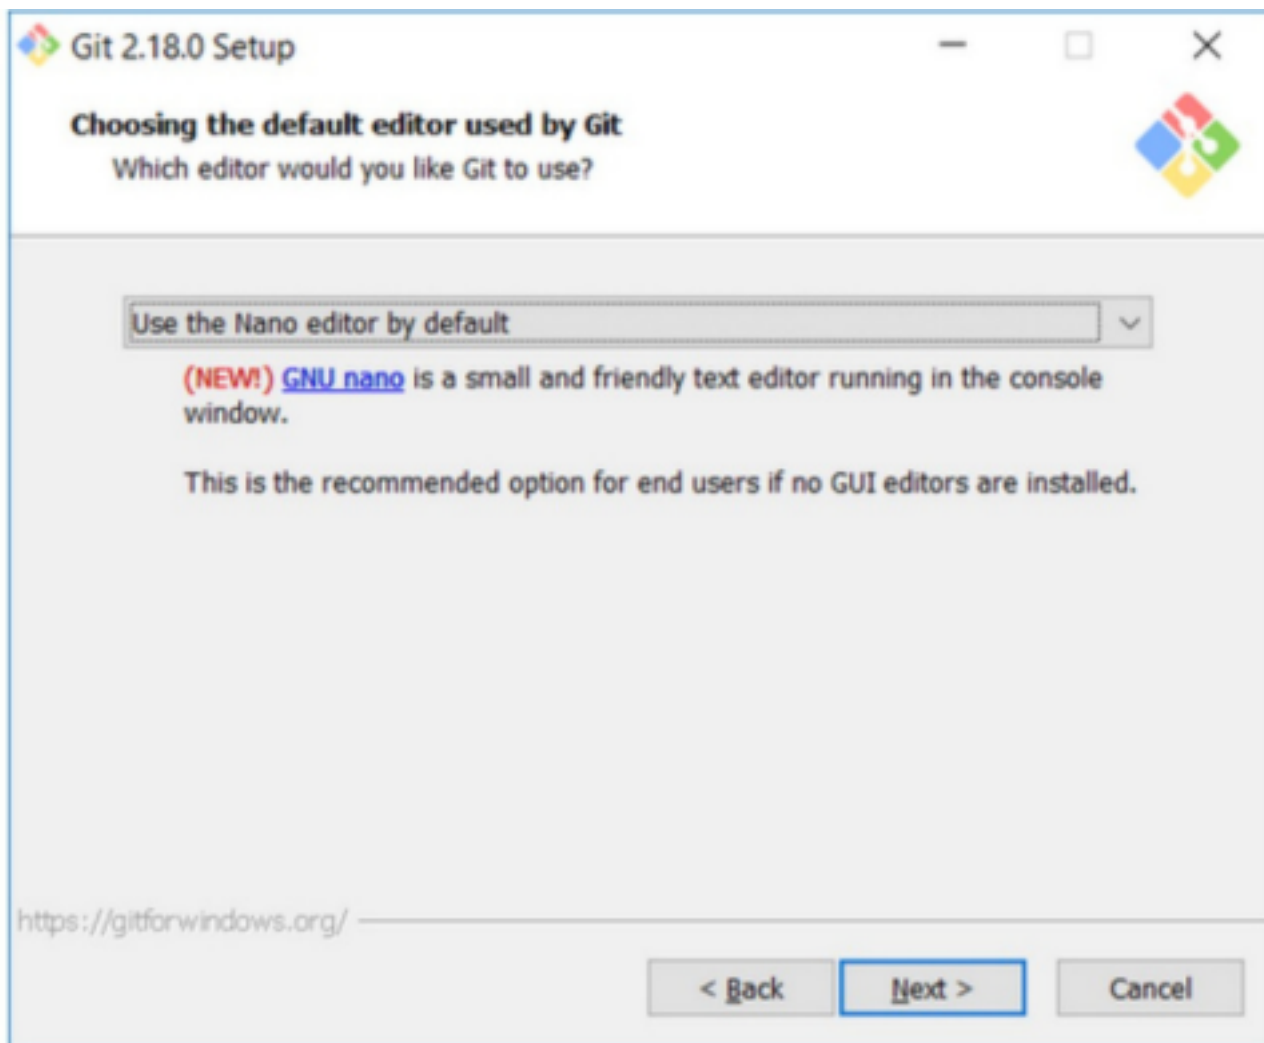 Git 2.18.0 Setup
Choosing the default editor used by Git
Which editor would you like Git to use?
Use the Nano editor by default
(NEW!) GNU nano is a small and friendly text editor running in the console
window.
This is the recommended option for end users if no GUI editors are installed.
https://gitforwindows.org/
< Back
Next >
Cancel